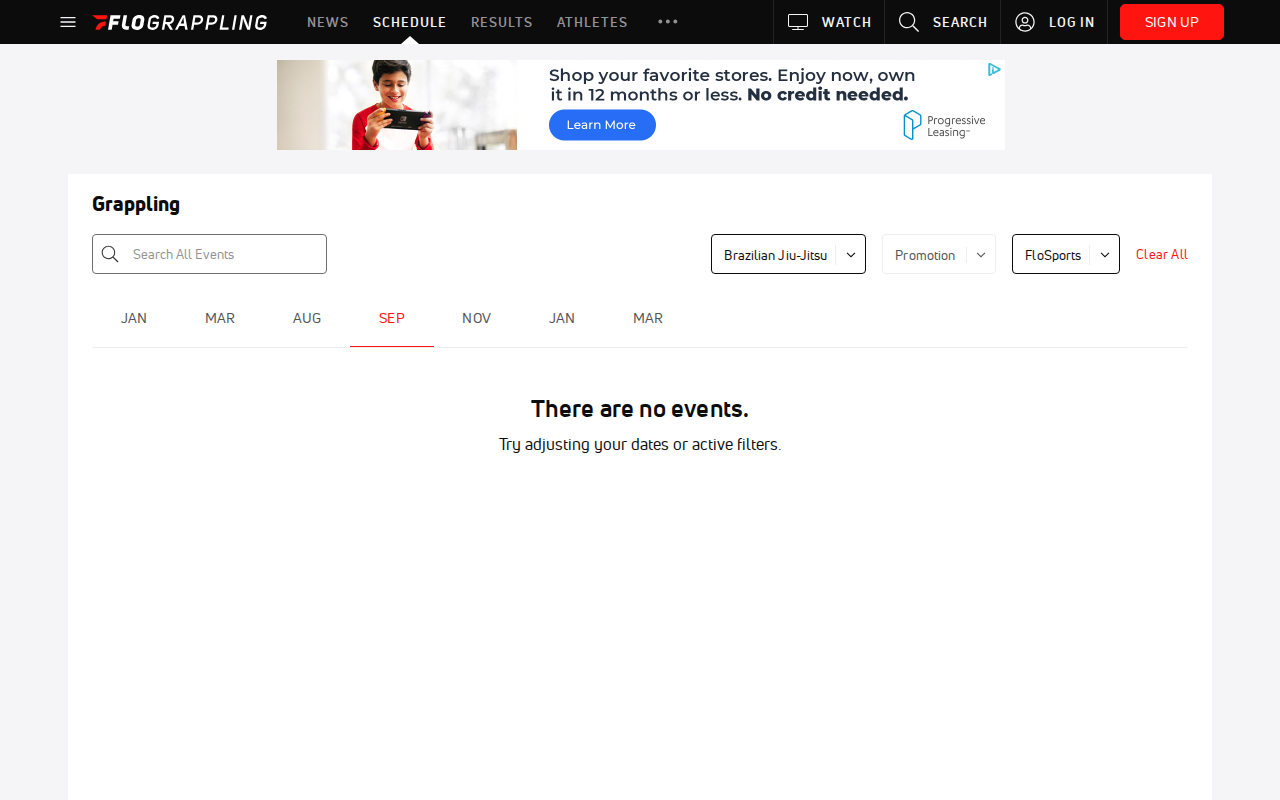 FLOGRAPPLING
NEWS
SCHEDULE
RESULTS
ATHLETES
WATCH
SEARCH
LOG IN
SIGN UP
Shop your favorite stores. Enjoy now, own
it in 12 months or less. No credit needed.
Learn More
Progressive
Leasing
Grappling
Search All Events
Brazilian Jiu-Jitsu
Promotion
FloSports
Clear All
JAN
MAR
AUG
SEP
NOV
JAN
MAR
There are no events.
Try adjusting your dates or active filters.